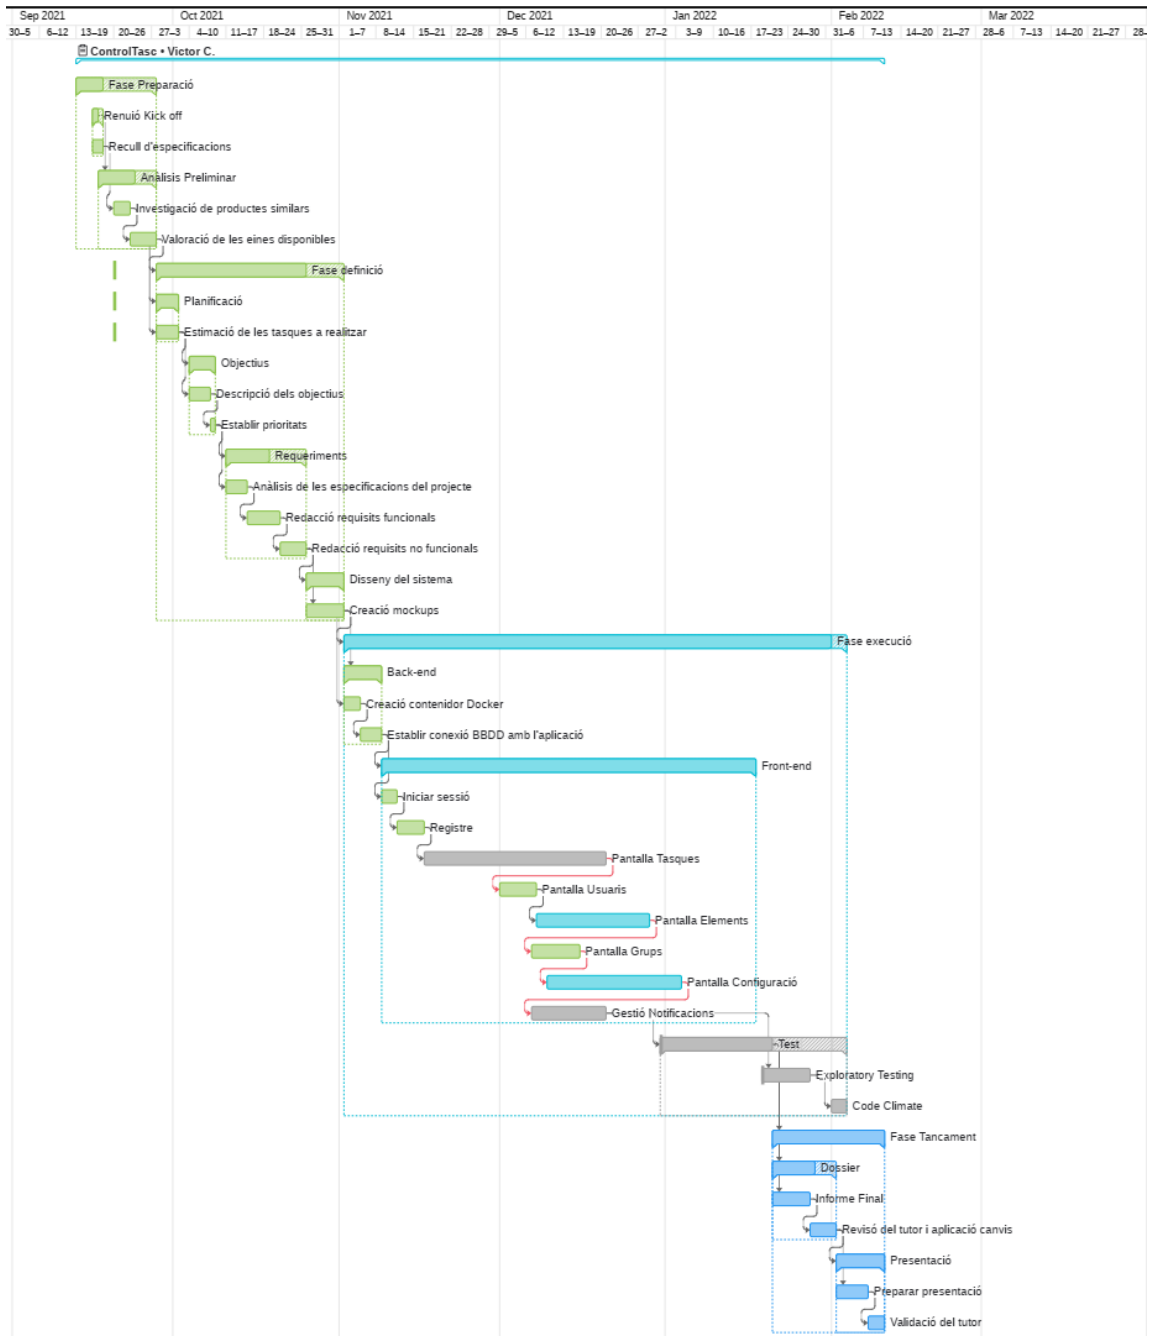 Sep 2021 Oct 2021 Nov 2021 Dec 2021 Jan 2022 Feb 2022 Mar 2022
30–5 6–12 13–19 20–26 27–3 4–10 11–17 18–24 25–31 1–7 8–14 15–21 22–28 29–5 6–12 13–19 20–26 27–2 3–9 10–16 17–23 24–30 31–6 7–13 14–20 21–27 28–6 7–13 14–20 21–27 28–
ControlTasc • Victor C.
Fase Preparació
Renuió Kick off
Recull d'especificacions
Anàlisis Preliminar
Investigació de productes similars
Valoració de les eines disponibles
Fase definició
Planificació
Estimació de les tasques a realitzar
Objectius
Descripció dels objectius
Establir prioritats
Requeriments
Anàlisis de les especificacions del projecte
Redacció requisits funcionals
Redacció requisits no funcionals
Disseny del sistema
Creació mockups
Fase execució
Back-end
Creació contenidor Docker
Establir conexió BBDD amb l'aplicació
Front-end
Iniciar sessió
Registre
Pantalla Tasques
Pantalla Usuaris
Pantalla Elements
Pantalla Grups
Pantalla Configuració
Gestió Notificacions
Test
Exploratory Testing
Code Climate
Fase Tancament
Dossier
Informe Final
Revisó del tutor i aplicació canvis
Presentació
Preparar presentació
Validació del tutor